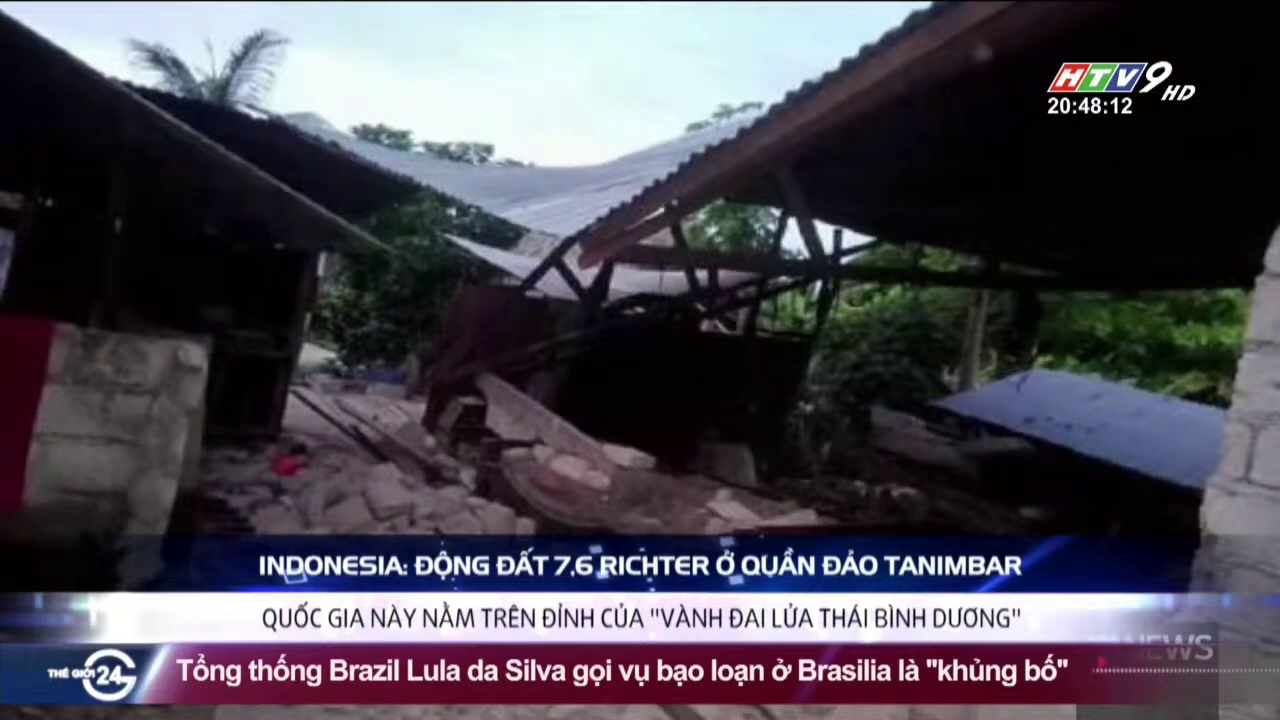 HTV9 HD
20:48:12
INDONESIA: ĐỘNG ĐẤT 7,6 RICHTER Ở QUẦN ĐẢO TANIMBAR
QUỐC GIA NÀY NẰM TRÊN ĐỈNH CỦA "VÀNH ĐAI LỬA THÁI BÌNH DƯƠNG"
NEWS
THẾ GIỚI 24G
Tổng thống Brazil Lula da Silva gọi vụ bạo loạn ở Brasilia là "khủng bố"